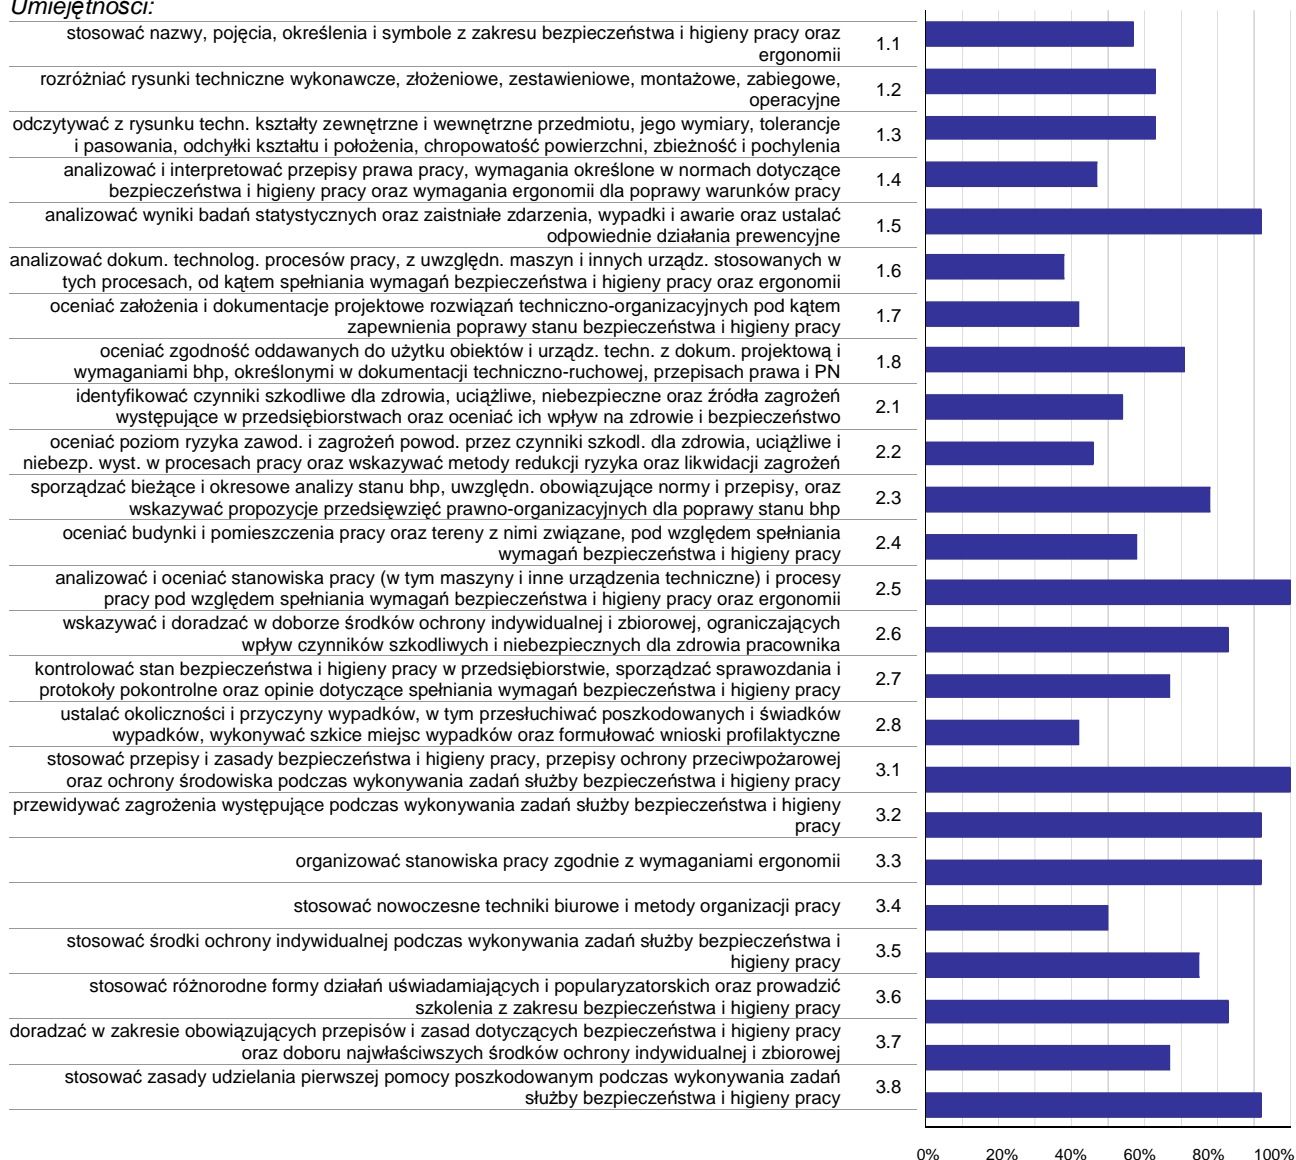 Umiejętności:
stosować nazwy, pojęcia, określenia i symbole z zakresu bezpieczeństwa i higieny pracy oraz
ergonomii
1.1
rozróżniać rysunki techniczne wykonawcze, złożeniowe, zestawieniowe, montażowe, zabiegowe,
operacyjne
1.2
odczytywać z rysunku techn. kształty zewnętrzne i wewnętrzne przedmiotu, jego wymiary, tolerancje
i pasowania, odchyłki kształtu i położenia, chropowatość powierzchni, zbieżność i pochylenia
1.3
analizować i interpretować przepisy prawa pracy, wymagania określone w normach dotyczące
bezpieczeństwa i higieny pracy oraz wymagania ergonomii dla poprawy warunków pracy
1.4
analizować wyniki badań statystycznych oraz zaistniałe zdarzenia, wypadki i awarie oraz ustalać
odpowiednie działania prewencyjne
1.5
analizować dokum. technolog. procesów pracy, z uwzględn. maszyn i innych urządz. stosowanych w
tych procesach, od kątem spełniania wymagań bezpieczeństwa i higieny pracy oraz ergonomii
1.6
oceniać założenia i dokumentacje projektowe rozwiązań techniczno-organizacyjnych pod kątem
zapewnienia poprawy stanu bezpieczeństwa i higieny pracy
1.7
oceniać zgodność oddawanych do użytku obiektów i urządz. techn. z dokum. projektową i
wymaganiami bhp, określonymi w dokumentacji techniczno-ruchowej, przepisach prawa i PN
1.8
identyfikować czynniki szkodliwe dla zdrowia, uciążliwe, niebezpieczne oraz źródła zagrożeń
występujące w przedsiębiorstwach oraz oceniać ich wpływ na zdrowie i bezpieczeństwo
2.1
oceniać poziom ryzyka zawod. i zagrożeń powod. przez czynniki szkodl. dla zdrowia, uciążliwe i
niebezp. wyst. w procesach pracy oraz wskazywać metody redukcji ryzyka oraz likwidacji zagrożeń
2.2
sporządzać bieżące i okresowe analizy stanu bhp, uwzględn. obowiązujące normy i przepisy, oraz
wskazywać propozycje przedsięwzięć prawno-organizacyjnych dla poprawy stanu bhp
2.3
oceniać budynki i pomieszczenia pracy oraz tereny z nimi związane, pod względem spełniania
wymagań bezpieczeństwa i higieny pracy
2.4
analizować i oceniać stanowiska pracy (w tym maszyny i inne urządzenia techniczne) i procesy
pracy pod względem spełniania wymagań bezpieczeństwa i higieny pracy oraz ergonomii
2.5
wskazywać i doradzać w doborze środków ochrony indywidualnej i zbiorowej, ograniczających
wpływ czynników szkodliwych i niebezpiecznych dla zdrowia pracownika
2.6
kontrolować stan bezpieczeństwa i higieny pracy w przedsiębiorstwie, sporządzać sprawozdania i
protokoły pokontrolne oraz opinie dotyczące spełniania wymagań bezpieczeństwa i higieny pracy
2.7
ustalać okoliczności i przyczyny wypadków, w tym przesłuchiwać poszkodowanych i świadków
wypadków, wykonywać szkice miejsc wypadków oraz formułować wnioski profilaktyczne
2.8
stosować przepisy i zasady bezpieczeństwa i higieny pracy, przepisy ochrony przeciwpożarowej
oraz ochrony środowiska podczas wykonywania zadań służby bezpieczeństwa i higieny pracy
3.1
przewidywać zagrożenia występujące podczas wykonywania zadań służby bezpieczeństwa i higieny
pracy
3.2
organizować stanowiska pracy zgodnie z wymaganiami ergonomii
3.3
stosować nowoczesne techniki biurowe i metody organizacji pracy
3.4
stosować środki ochrony indywidualnej podczas wykonywania zadań służby bezpieczeństwa i
higieny pracy
3.5
stosować różnorodne formy działań uświadamiających i popularyzatorskich oraz prowadzić
szkolenia z zakresu bezpieczeństwa i higieny pracy
3.6
doradzać w zakresie obowiązujących przepisów i zasad dotyczących bezpieczeństwa i higieny pracy
oraz doboru najwłaściwszych środków ochrony indywidualnej i zbiorowej
3.7
stosować zasady udzielania pierwszej pomocy poszkodowanym podczas wykonywania zadań
służby bezpieczeństwa i higieny pracy
3.8
0% 20% 40% 60% 80% 100%